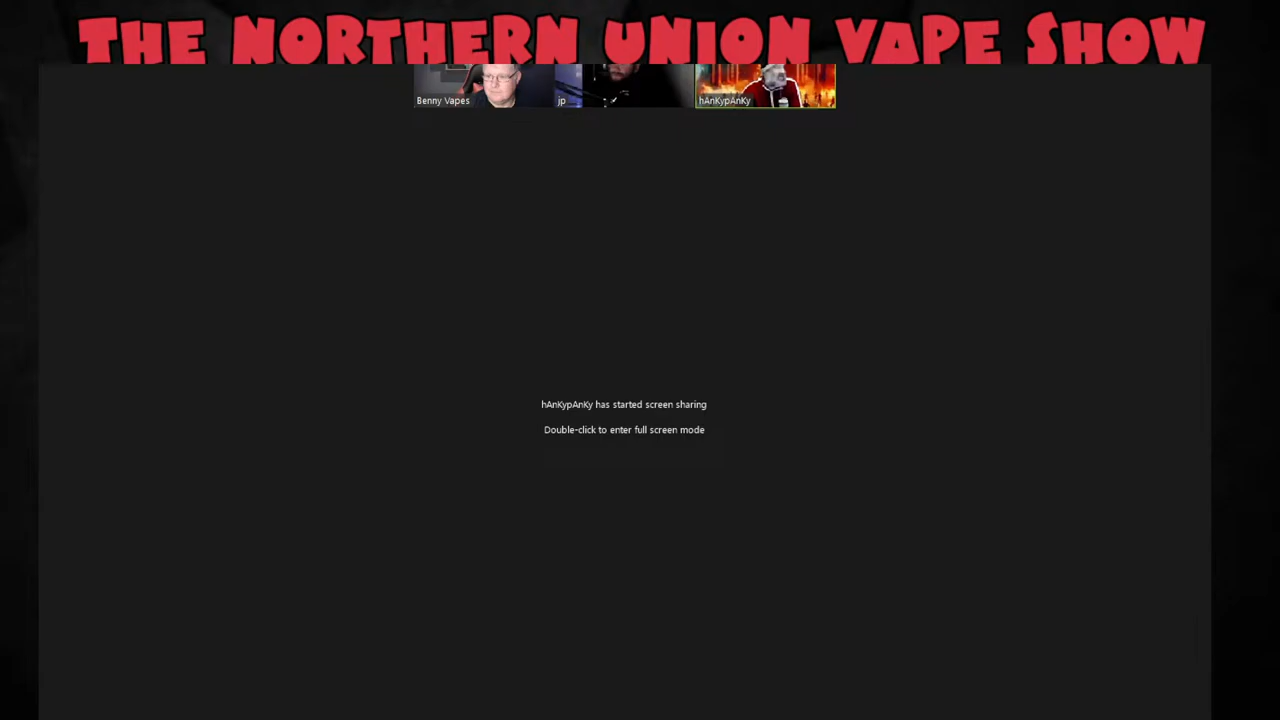 THE NORTHERN UNION VAPE SHOW
Benny Vapes
jp
hAnKypAnKy
hAnKypAnKy has started screen sharing
Double-click to enter full screen mode